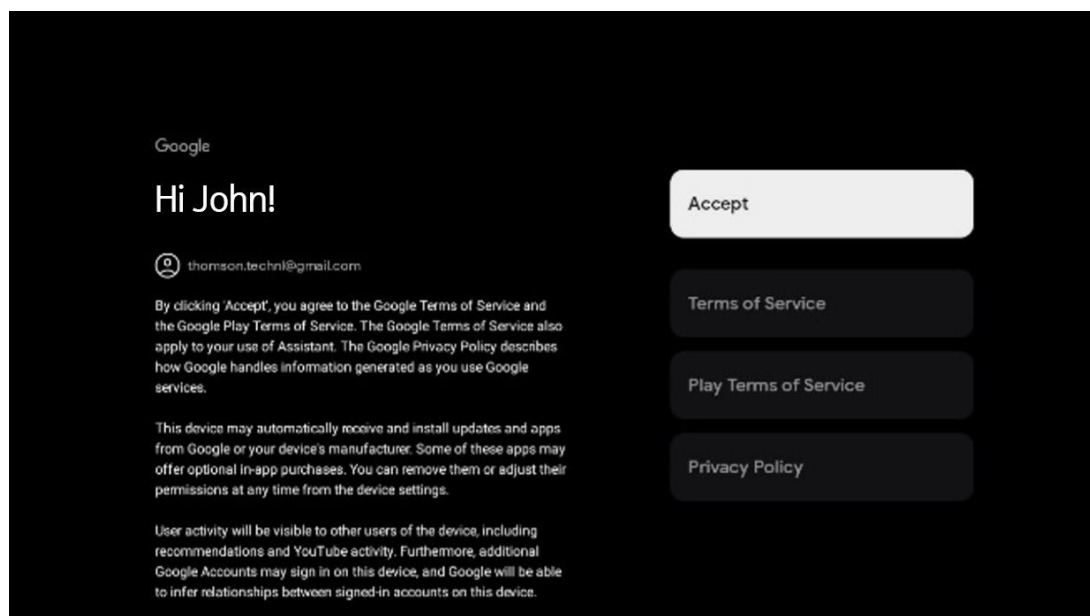 Google
Hi John!
thomson.technl@gmail.com
By clicking 'Accept', you agree to the Google Terms of Service and
the Google Play Terms of Service. The Google Terms of Service also
apply to your use of Assistant. The Google Privacy Policy describes
how Google handles information generated as you use Google
services.
This device may automatically receive and install updates and apps
from Google or your device's manufacturer. Some of these apps may
offer optional in-app purchases. You can remove them or adjust their
permissions at any time from the device settings.
User activity will be visible to other users of the device, including
recommendations and YouTube activity. Furthermore, additional
Google Accounts may sign in on this device, and Google will be able
to infer relationships between signed-in accounts on this device.
Accept
Terms of Service
Play Terms of Service
Privacy Policy